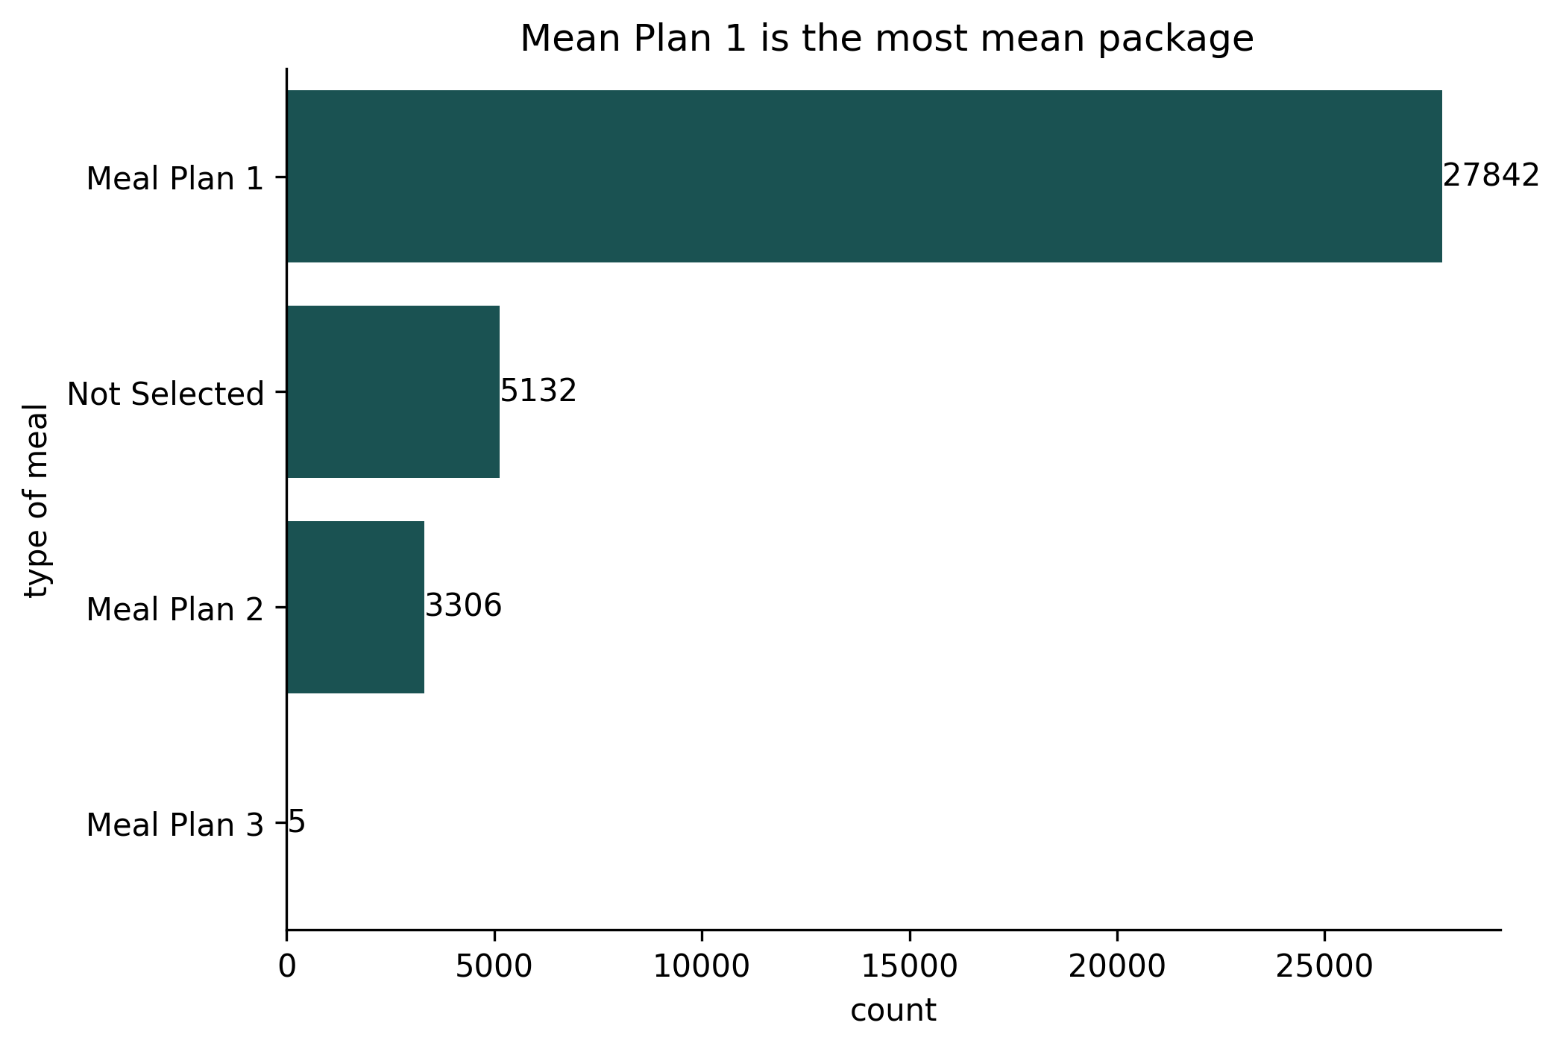 Mean Plan 1 is the most mean package
Meal Plan 1
27842
Not Selected
5132
Meal Plan 2
3306
Meal Plan 3
5
type of meal
0 5000 10000 15000 20000 25000
count